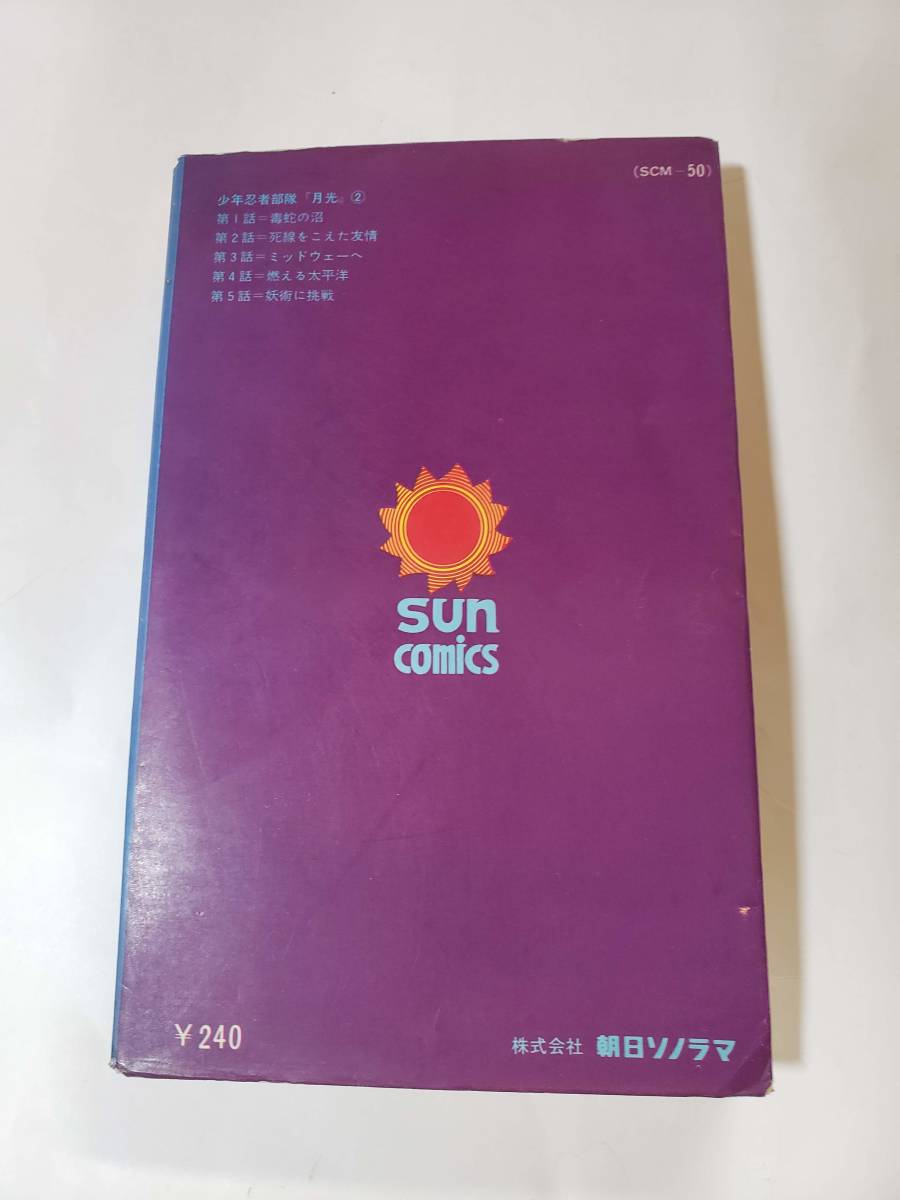 (SCM-50)
少年忍者部隊『月光』②
第1話=毒蛇の沼
第2話=死線をこえた友情
第3話=ミッドウェーへ
第4話=燃える太平洋
第5話=妖術に挑戦
sun
comics
¥240
株式会社 朝日ソノラマ